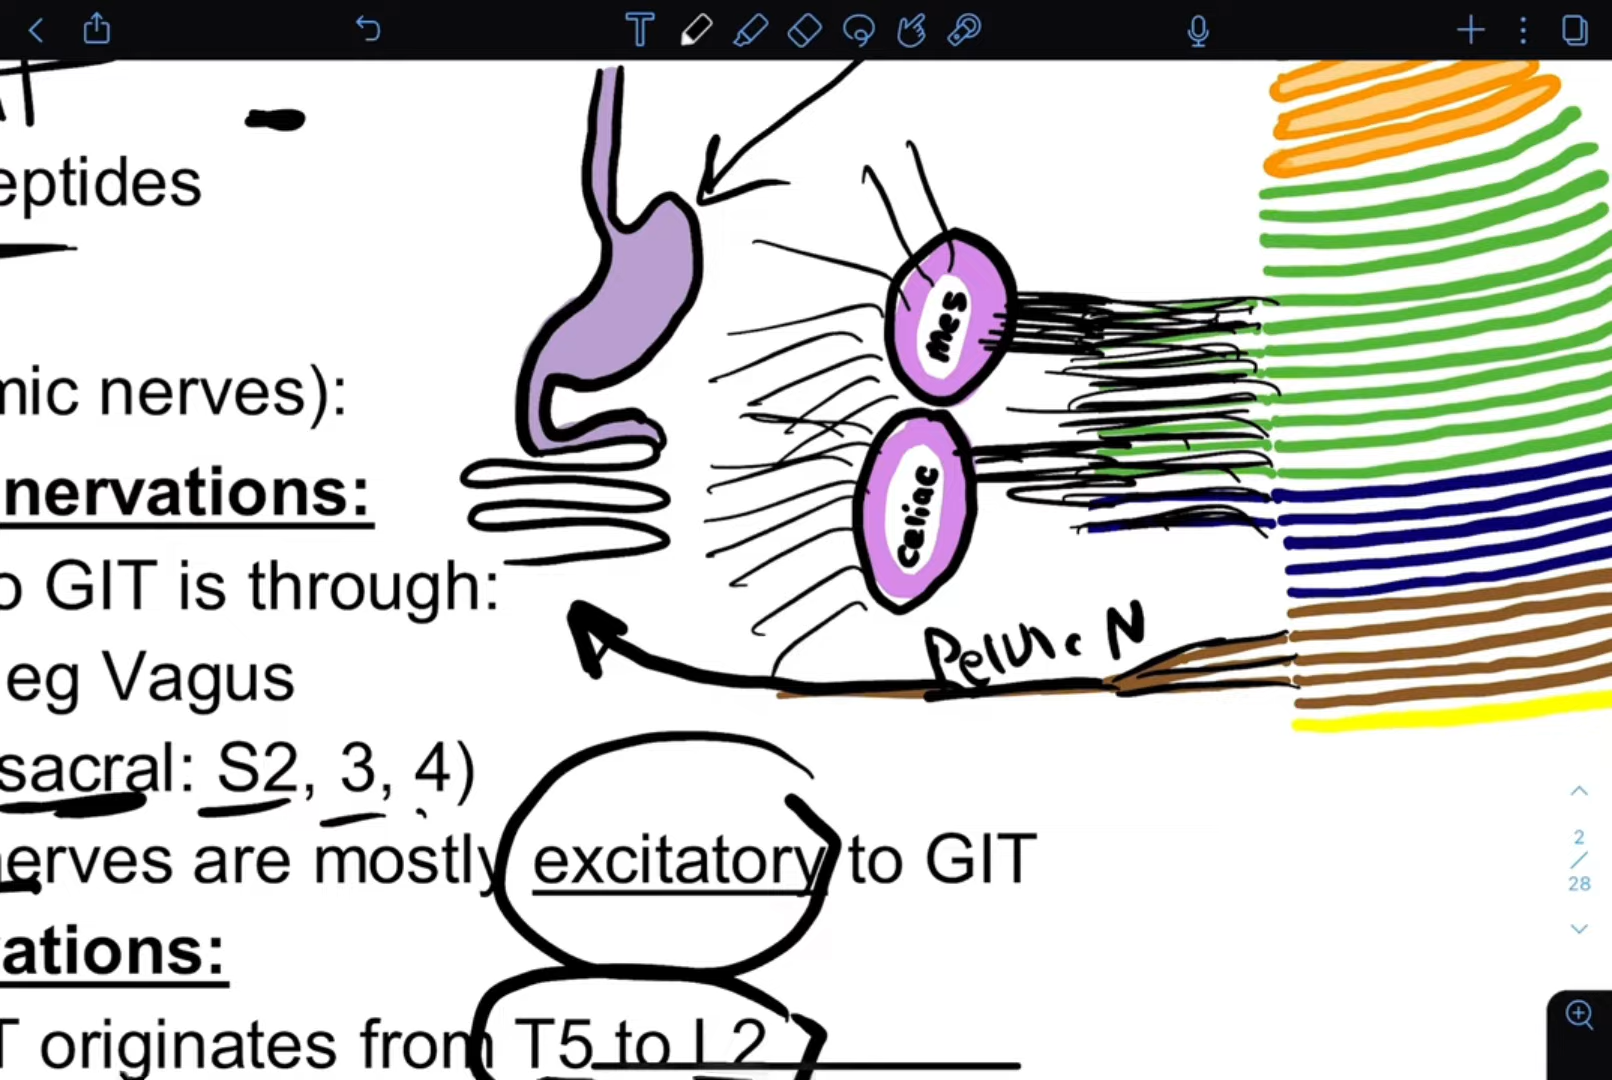 eptides
mic nerves):
nervations:
o GIT is through:
eg Vagus
sacral: S2, 3, 4)
nerves are mostly excitatory to GIT
ations:
T originates from T5 to L2
Mes
Celiac
Pelvic N
2
/
28